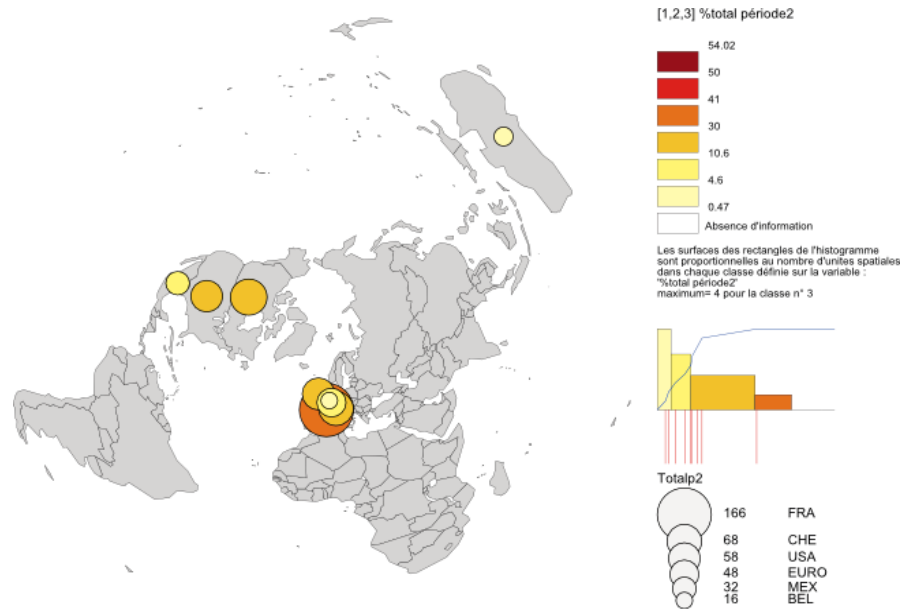 [1,2,3] %total période2
54.02
50
41
30
10.6
4.6
0.47
Absence d'information
Les surfaces des rectangles de l'histogramme
sont proportionnelles au nombre d'unites spatiales
dans chaque classe définie sur la variable :
'%total période2'
maximum= 4 pour la classe n° 3
Totalp2
166 FRA
68 CHE
58 USA
48 EURO
32 MEX
16 BEL